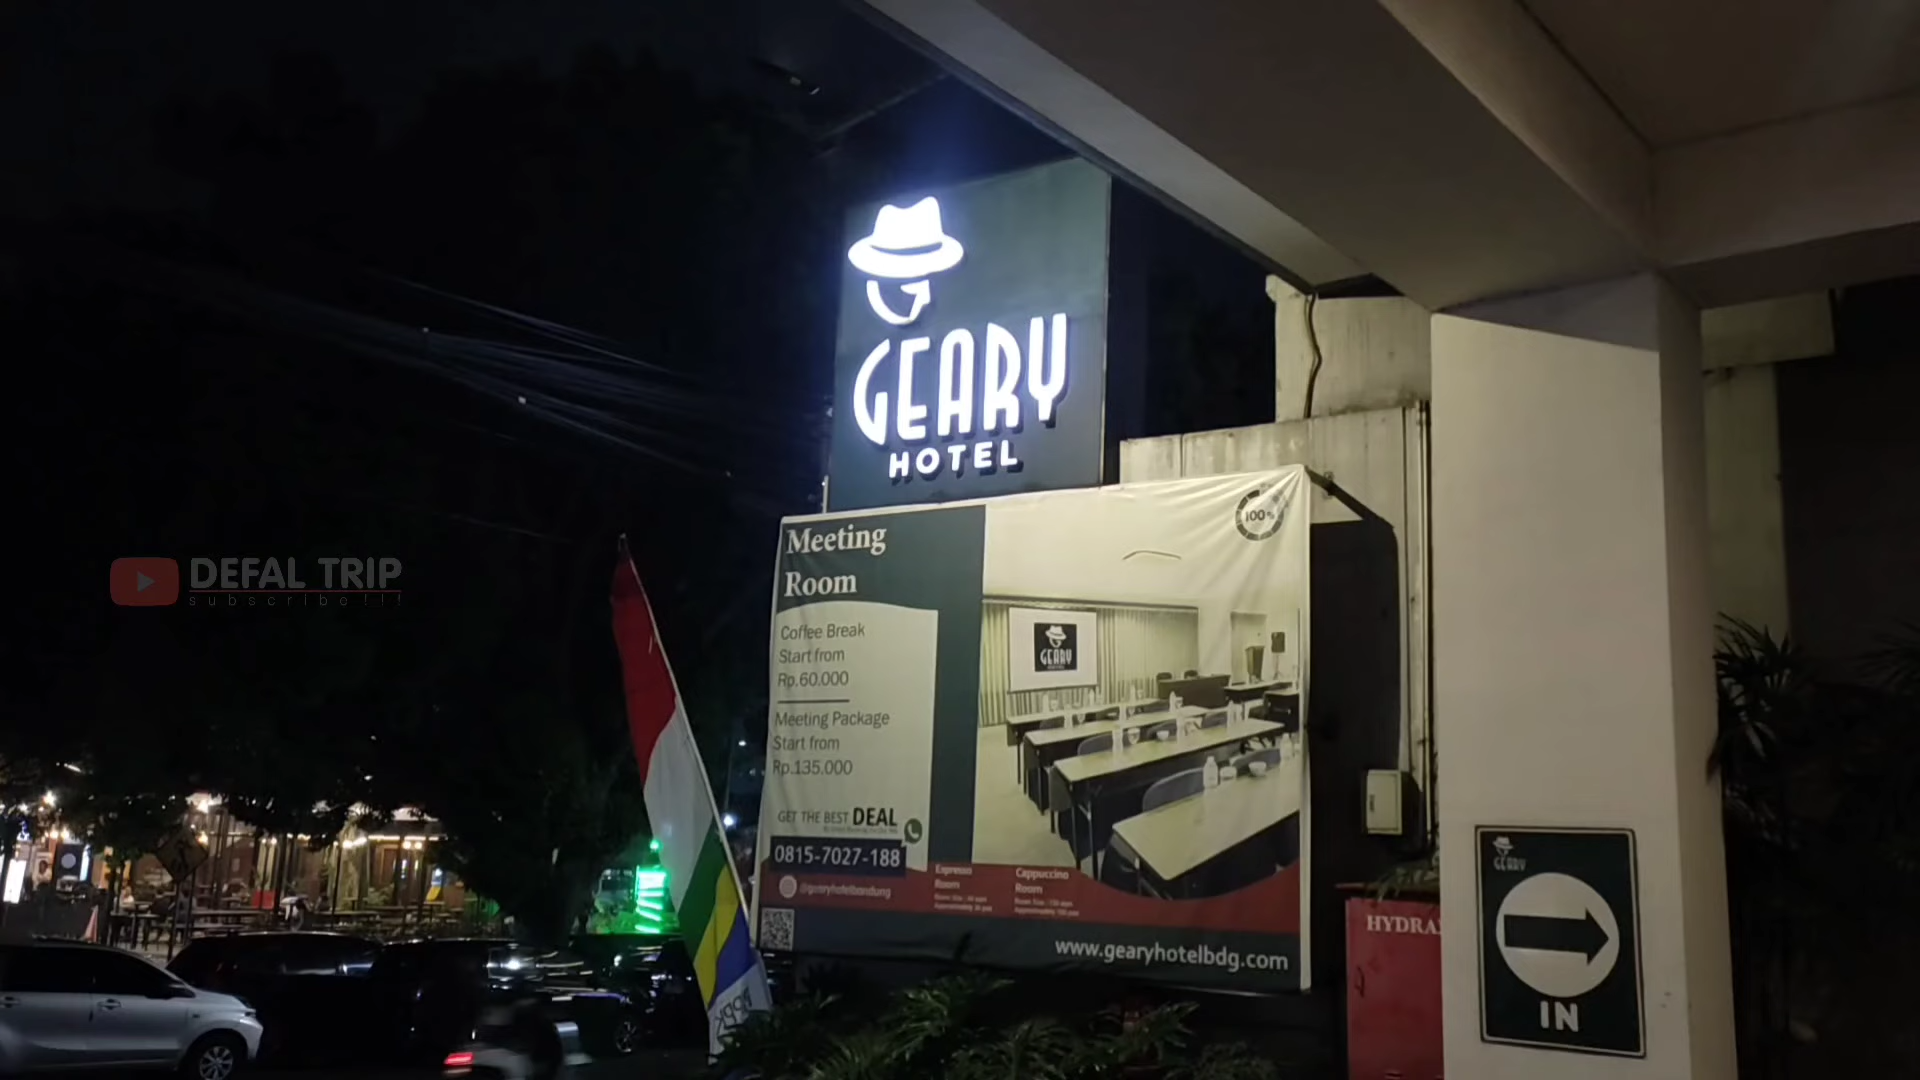 GEARY
HOTEL
100%
Meeting
Room
Coffee Break
Start from
Rp.60.000
Meeting Package
Start from
Rp.135.000
GET THE BEST DEAL
0815-7027-188
@gearyhotelbandung
Espresso
Room
Cappuccino
Room
www.gearyhotelbdg.com
GEARY
DEFAL TRIP
subscribe!!!
HYDRA
GEARY
IN